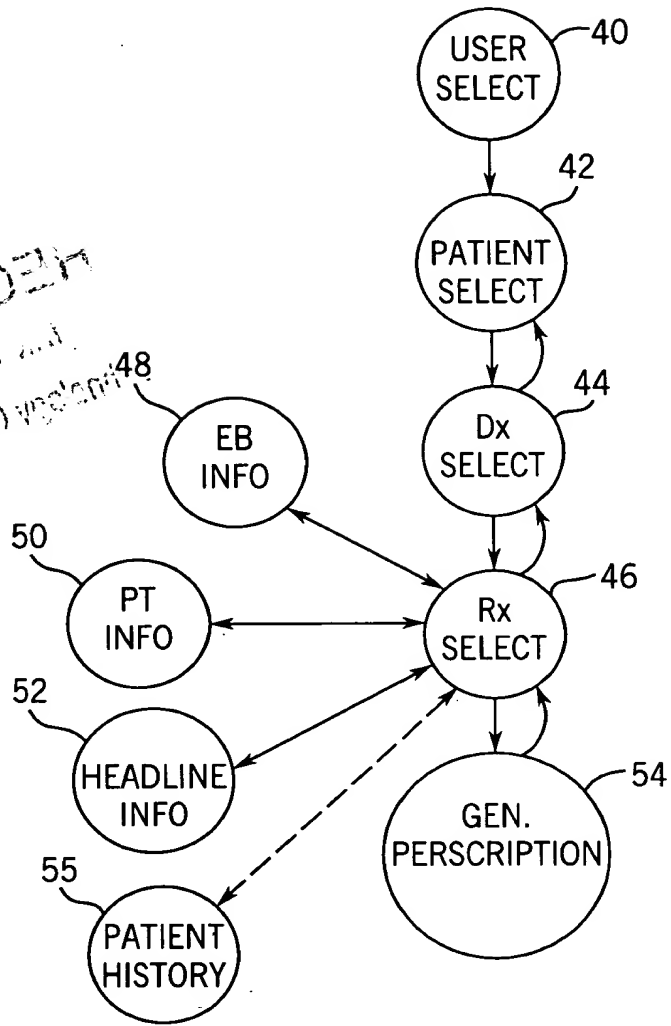 40
USER
SELECT
42
PATIENT
SELECT
44
Dx
SELECT
48
EB
INFO
50
PT
INFO
46
Rx
SELECT
52
HEADLINE
INFO
54
GEN.
PERSCRIPTION
55
PATIENT
HISTORY